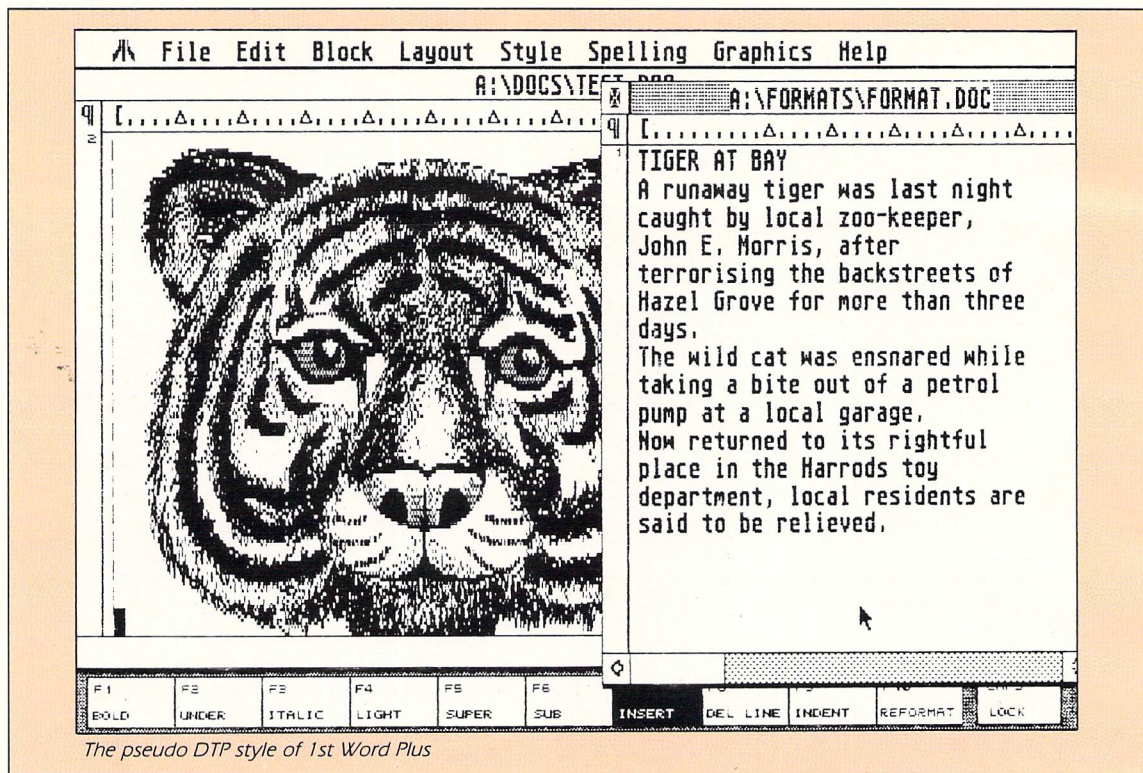 File Edit Block Layout Style Spelling Graphics Help
A:\DOCS\TEST.DOC
A:\FORMATS\FORMAT.DOC
2
1
TIGER AT BAY
A runaway tiger was last night
caught by local zoo-keeper,
John E. Morris, after
terrorising the backstreets of
Hazel Grove for more than three
days.
The wild cat was ensnared while
taking a bite out of a petrol
pump at a local garage.
Now returned to its rightful
place in the Harrods toy
department, local residents are
said to be relieved.
F1 F2 F3 F4 F5 F6
BOLD UNDER ITALIC LIGHT SUPER SUB INSERT DEL LINE INDENT REFORMAT LOCK
The pseudo DTP style of 1st Word Plus